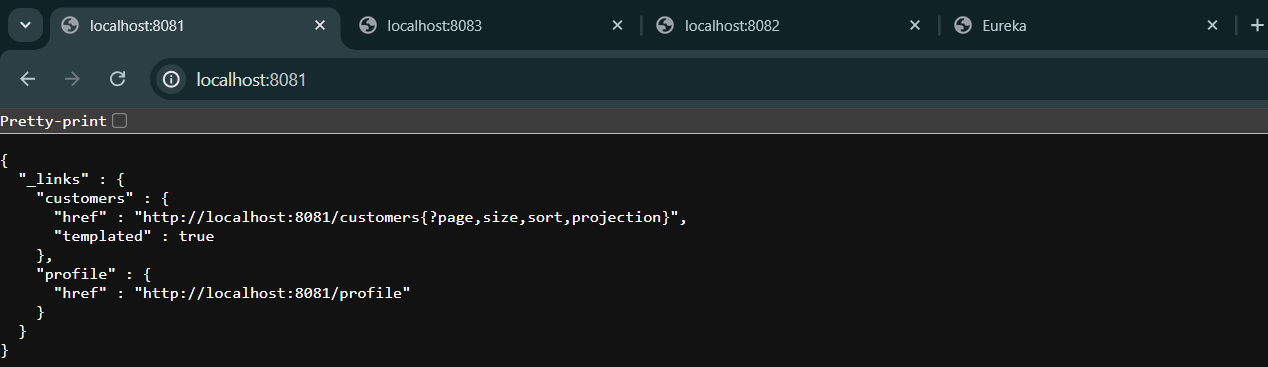 localhost:8081
localhost:8083
localhost:8082
Eureka
localhost:8081
Pretty-print
{
  "_links" : {
    "customers" : {
      "href" : "http://localhost:8081/customers{?page,size,sort,projection}",
      "templated" : true
    },
    "profile" : {
      "href" : "http://localhost:8081/profile"
    }
  }
}